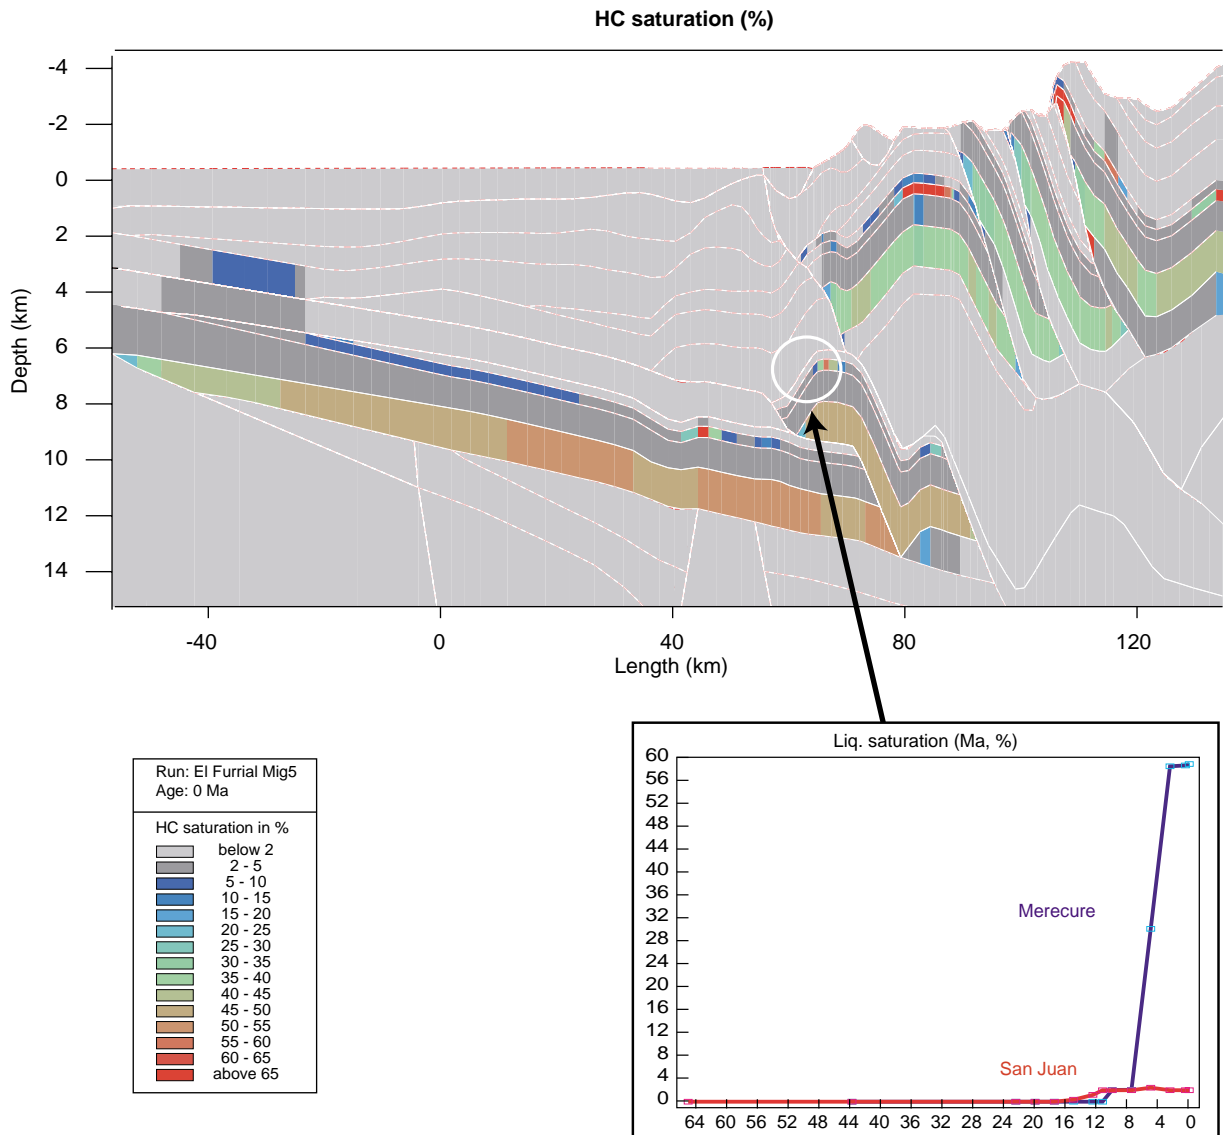 HC saturation (%)
-4
-2
0
2
4
6
8
10
12
14
Depth (km)
-40 0 40 80 120
Length (km)
Run: El Furrial Mig5
Age: 0 Ma
HC saturation in %
below 2
2 - 5
5 - 10
10 - 15
15 - 20
20 - 25
25 - 30
30 - 35
35 - 40
40 - 45
45 - 50
50 - 55
55 - 60
60 - 65
above 65
Liq. saturation (Ma, %)
60
56
52
48
44
40
36
32
28
24
20
16
12
8
4
0
Merecure
San Juan
64 60 56 52 48 44 40 36 32 28 24 20 16 12 8 4 0